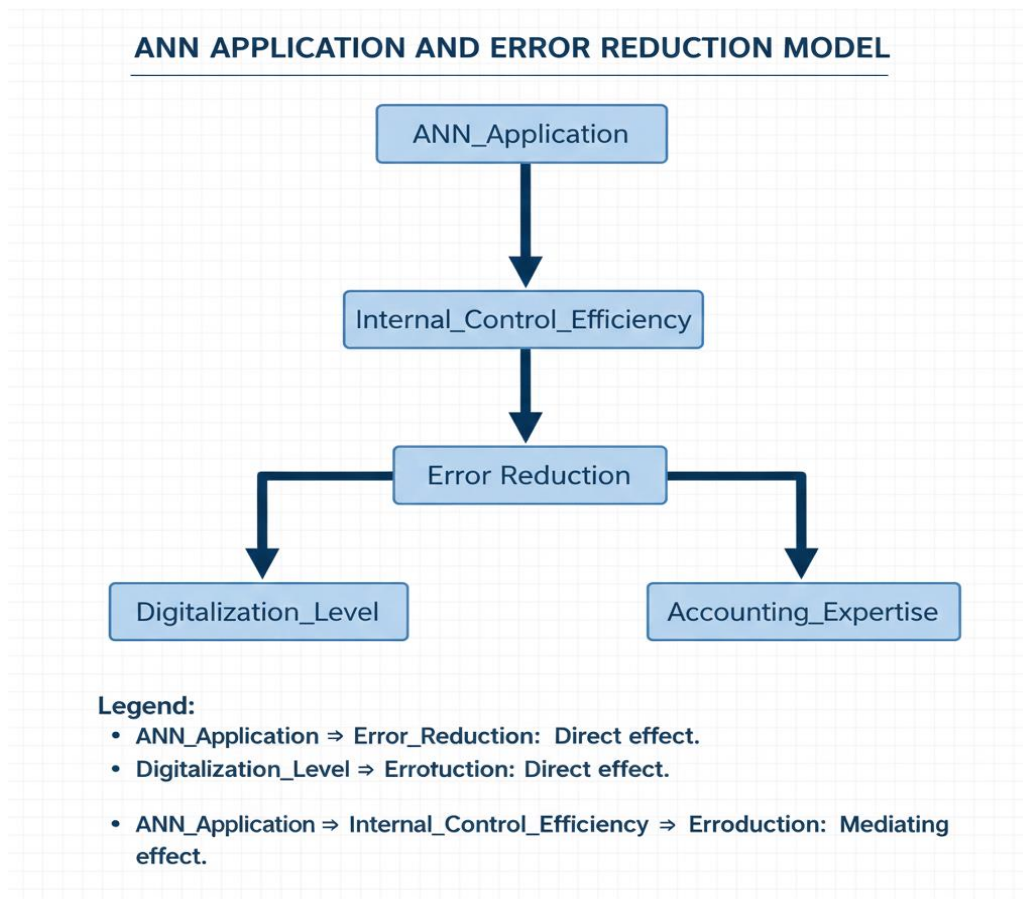 ANN APPLICATION AND ERROR REDUCTION MODEL
ANN_Application
Internal_Control_Efficiency
Error Reduction
Digitalization_Level
Accounting_Expertise
Legend:
• ANN_Application ⇒ Error_Reduction: Direct effect.
• Digitalization_Level ⇒ Errotuction: Direct effect.
• ANN_Application ⇒ Internal_Control_Efficiency ⇒ Erroduction: Mediating
effect.